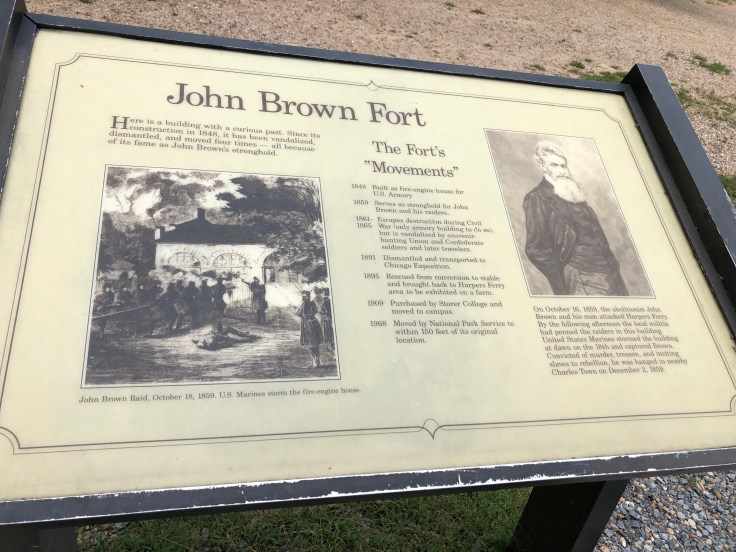 John Brown Fort
Here is a building with a curious past. Since its
construction in 1848, it has been vandalized,
dismantled, and moved four times — all because
of its fame as John Brown's stronghold.
The Fort's
"Movements"
1848 Built as fire-engine house for
U.S. Armory
1859 Serves as stronghold for John
Brown and his raiders.
1861- Escapes destruction during Civil
1865 War (only armory building to do so),
but is vandalized by souvenir-
hunting Union and Confederate
soldiers and later travelers.
1891 Dismantled and transported to
Chicago Exposition.
1895 Rescued from conversion to stable
and brought back to Harpers Ferry
area to be exhibited on a farm.
1909 Purchased by Storer College and
moved to campus.
1968 Moved by National Park Service to
within 150 feet of its original
location.
On October 16, 1859, the abolitionist John
Brown and his men attacked Harpers Ferry.
By the following afternoon the local militia
had penned the raiders in this building.
United States Marines stormed the building
at dawn on the 18th and captured Brown.
Convicted of murder, treason, and inciting
slaves to rebellion, he was hanged in nearby
Charles Town on December 2, 1859.
John Brown Raid, October 18, 1859. U.S. Marines storm the fire-engine house.